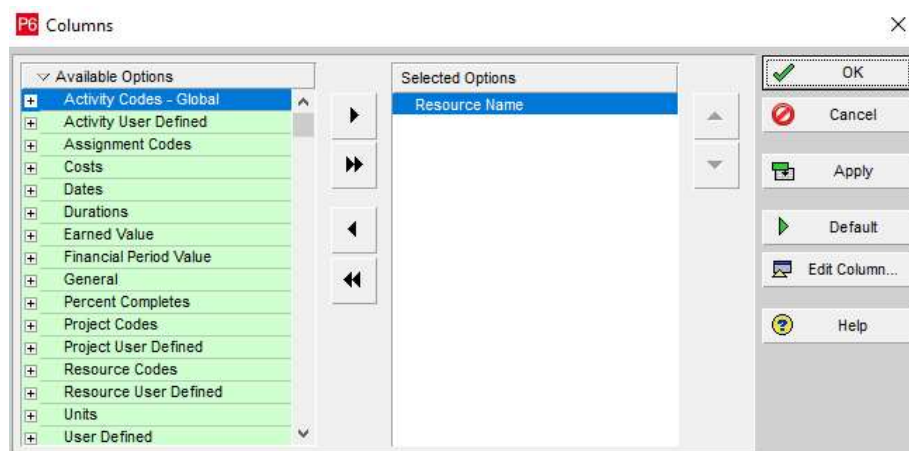 P6 Columns
Available Options
Activity Codes - Global
Activity User Defined
Assignment Codes
Costs
Dates
Durations
Earned Value
Financial Period Value
General
Percent Completes
Project Codes
Project User Defined
Resource Codes
Resource User Defined
Units
User Defined
Selected Options
Resource Name
OK
Cancel
Apply
Default
Edit Column...
Help